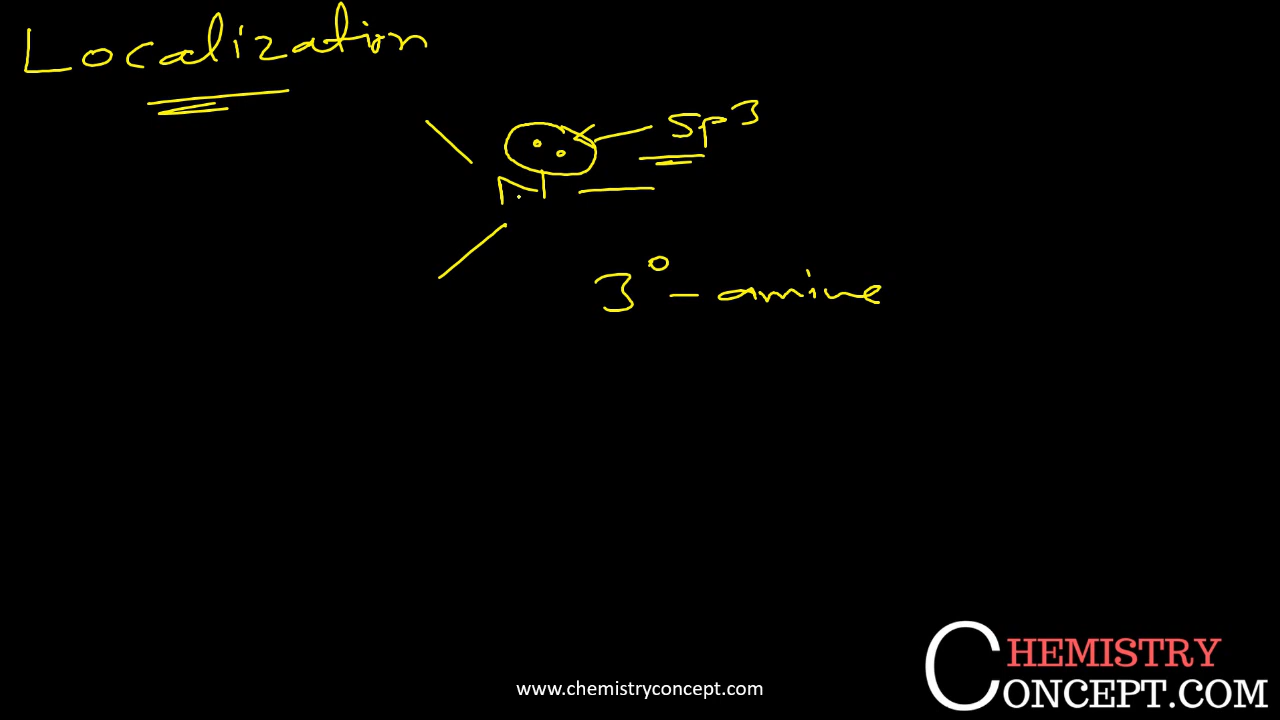 Localization
sp3
N
3° - amine
www.chemistryconcept.com
CHEMISTRY
CONCEPT.COM